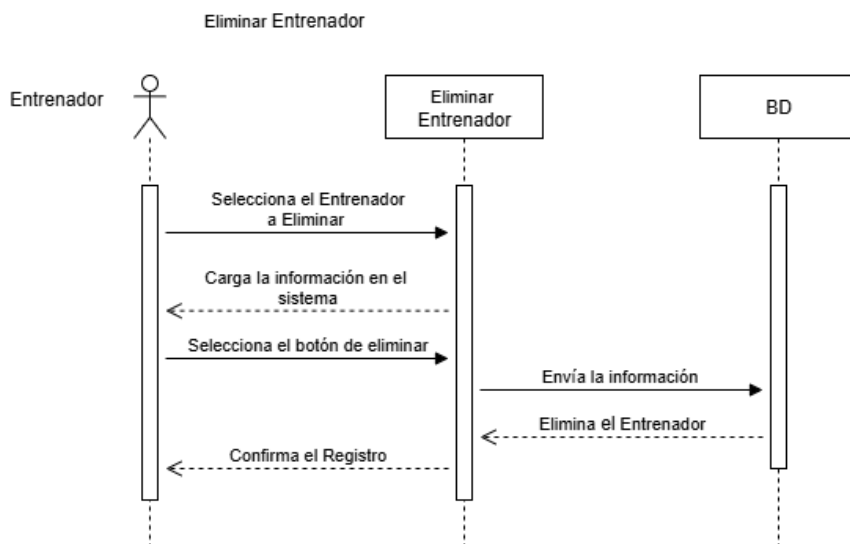 Eliminar Entrenador
Entrenador
Eliminar
Entrenador
BD
Selecciona el Entrenador
a Eliminar
Carga la información en el
sistema
Selecciona el botón de eliminar
Envía la información
Elimina el Entrenador
Confirma el Registro